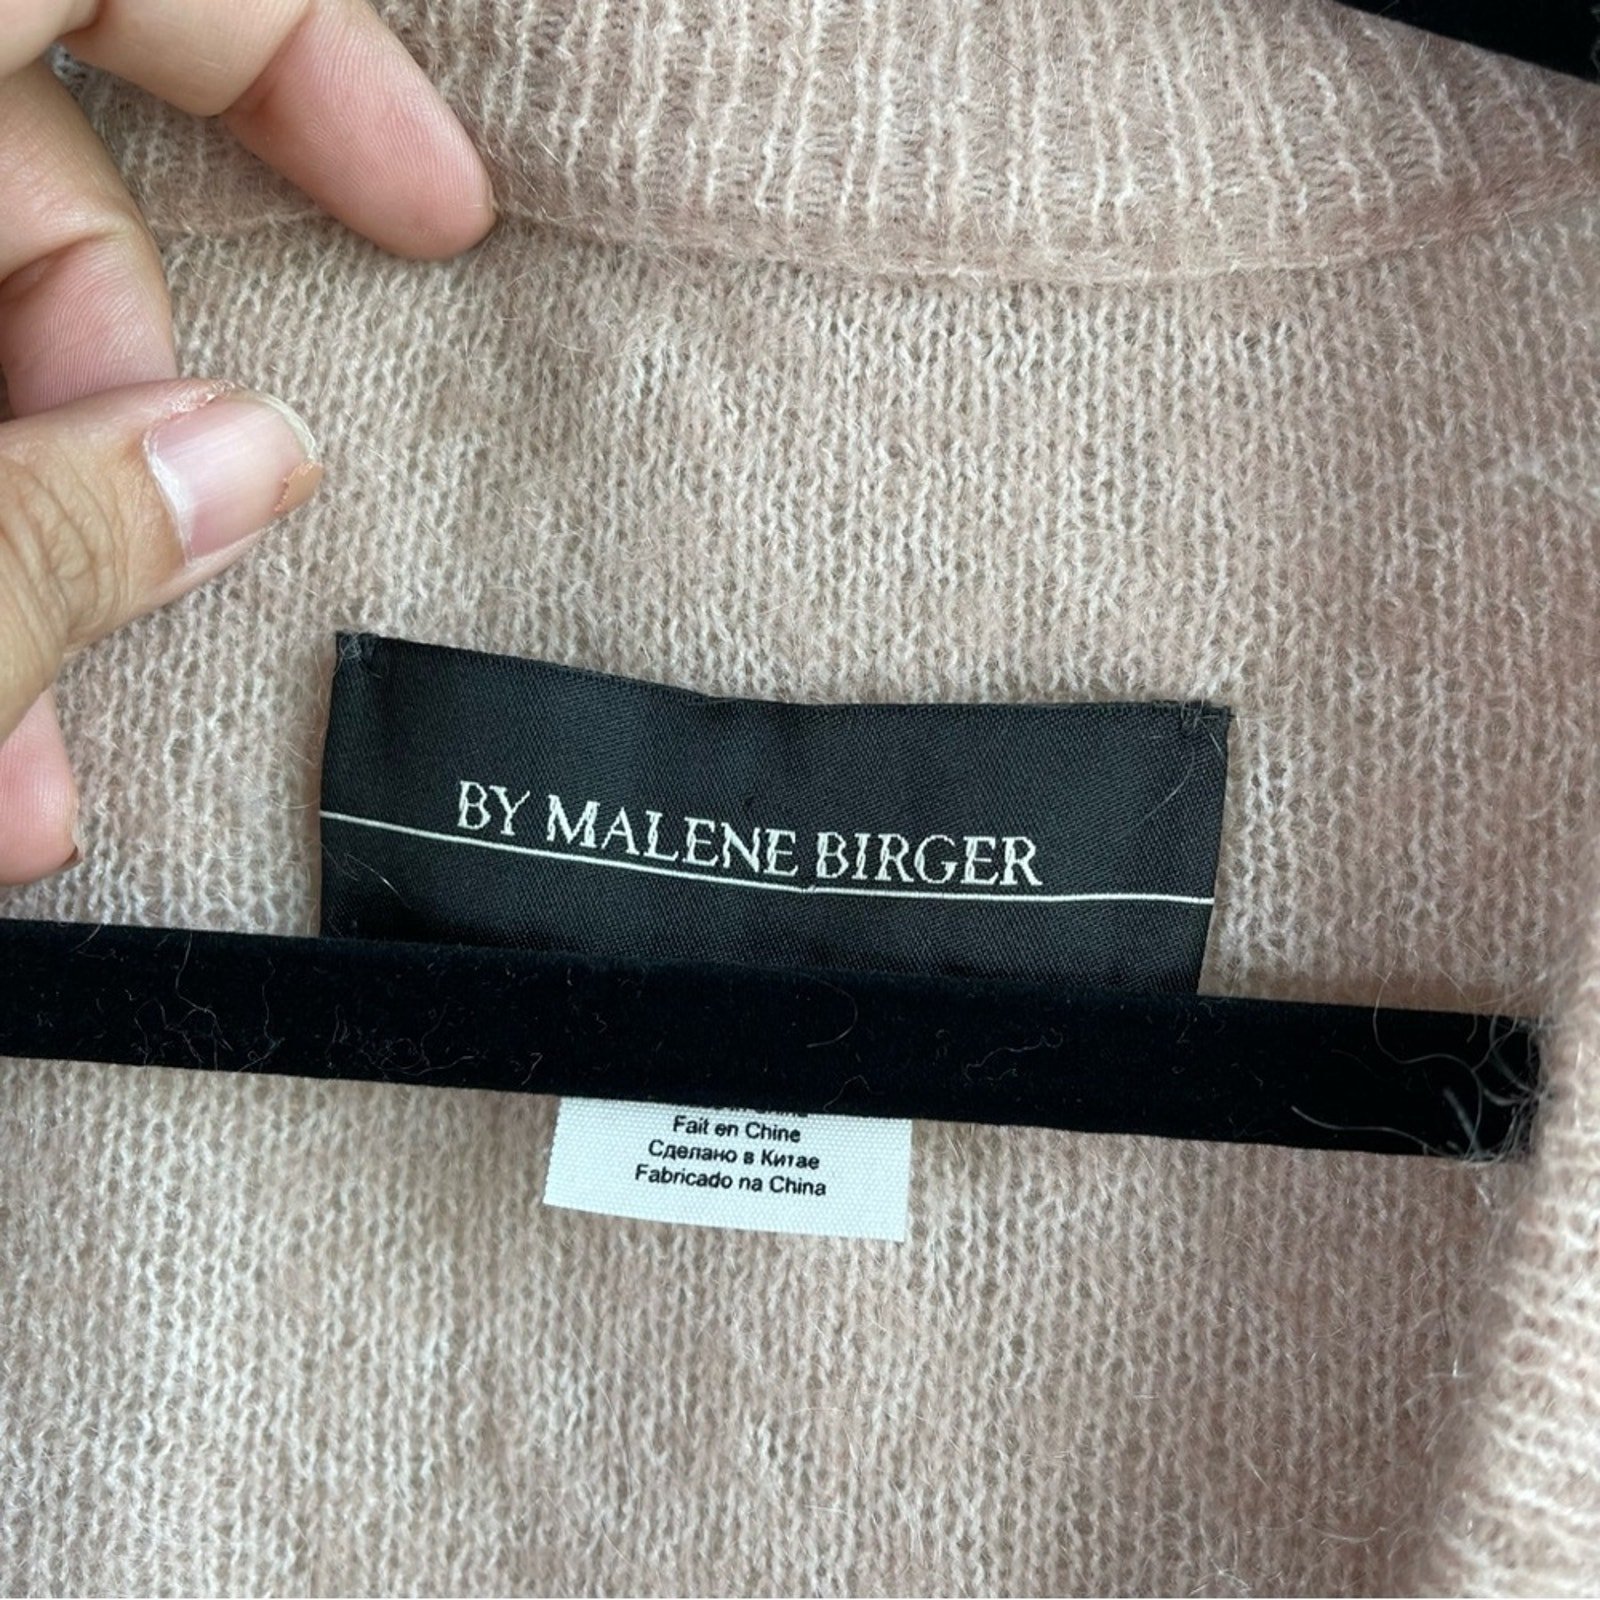 BY MALENE BIRGER
Fait en Chine
Сделано в Китае
Fabricado na China